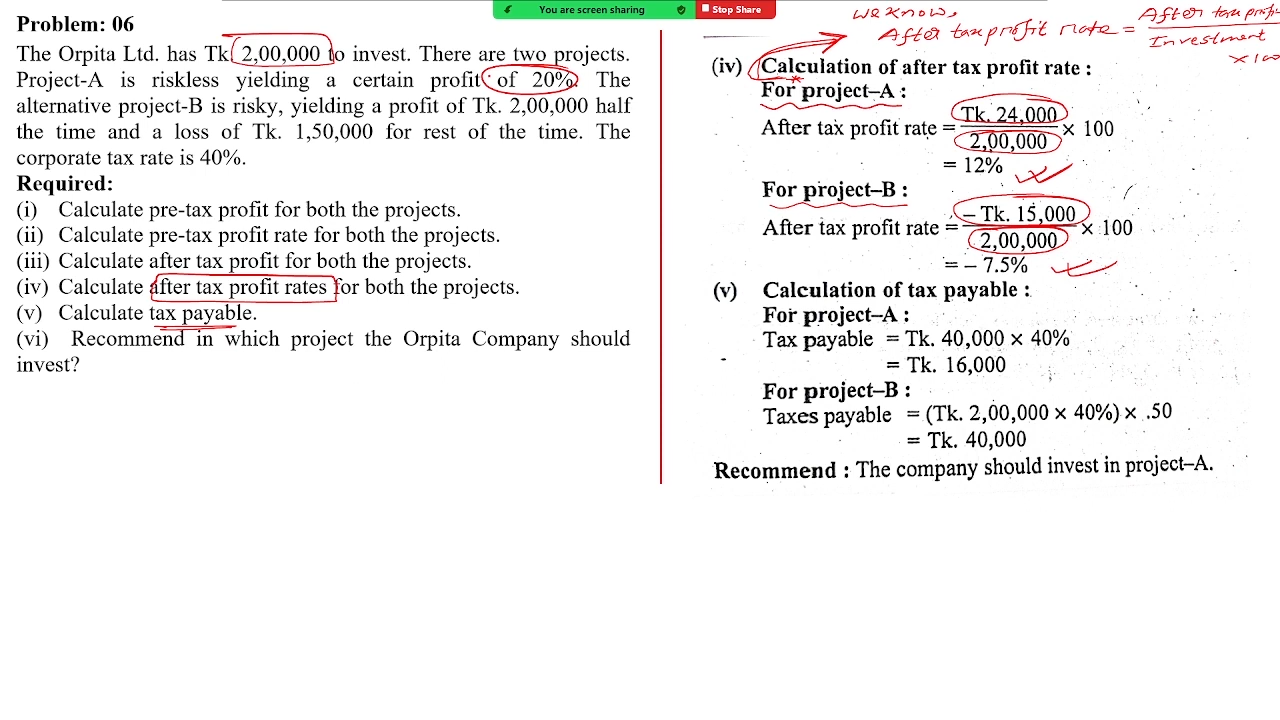 You are screen sharing
Stop Share
Problem: 06
The Orpita Ltd. has Tk 2,00,000 to invest. There are two projects.
Project-A is riskless yielding a certain profit of 20%. The
alternative project-B is risky, yielding a profit of Tk. 2,00,000 half
the time and a loss of Tk. 1,50,000 for rest of the time. The
corporate tax rate is 40%.
Required:
(i) Calculate pre-tax profit for both the projects.
(ii) Calculate pre-tax profit rate for both the projects.
(iii) Calculate after tax profit for both the projects.
(iv) Calculate after tax profit rates for both the projects.
(v) Calculate tax payable.
(vi) Recommend in which project the Orpita Company should
invest?
we know,
After tax profit rate = After tax profit
Investment
× 100
(iv) Calculation of after tax profit rate :
For project–A :
After tax profit rate = Tk. 24,000
2,00,000 × 100
= 12%
For project–B :
After tax profit rate = – Tk. 15,000
2,00,000 × 100
= – 7.5%
(v) Calculation of tax payable :
For project–A :
Tax payable = Tk. 40,000 × 40%
= Tk. 16,000
For project–B :
Taxes payable = (Tk. 2,00,000 × 40%) × .50
= Tk. 40,000
Recommend : The company should invest in project–A.